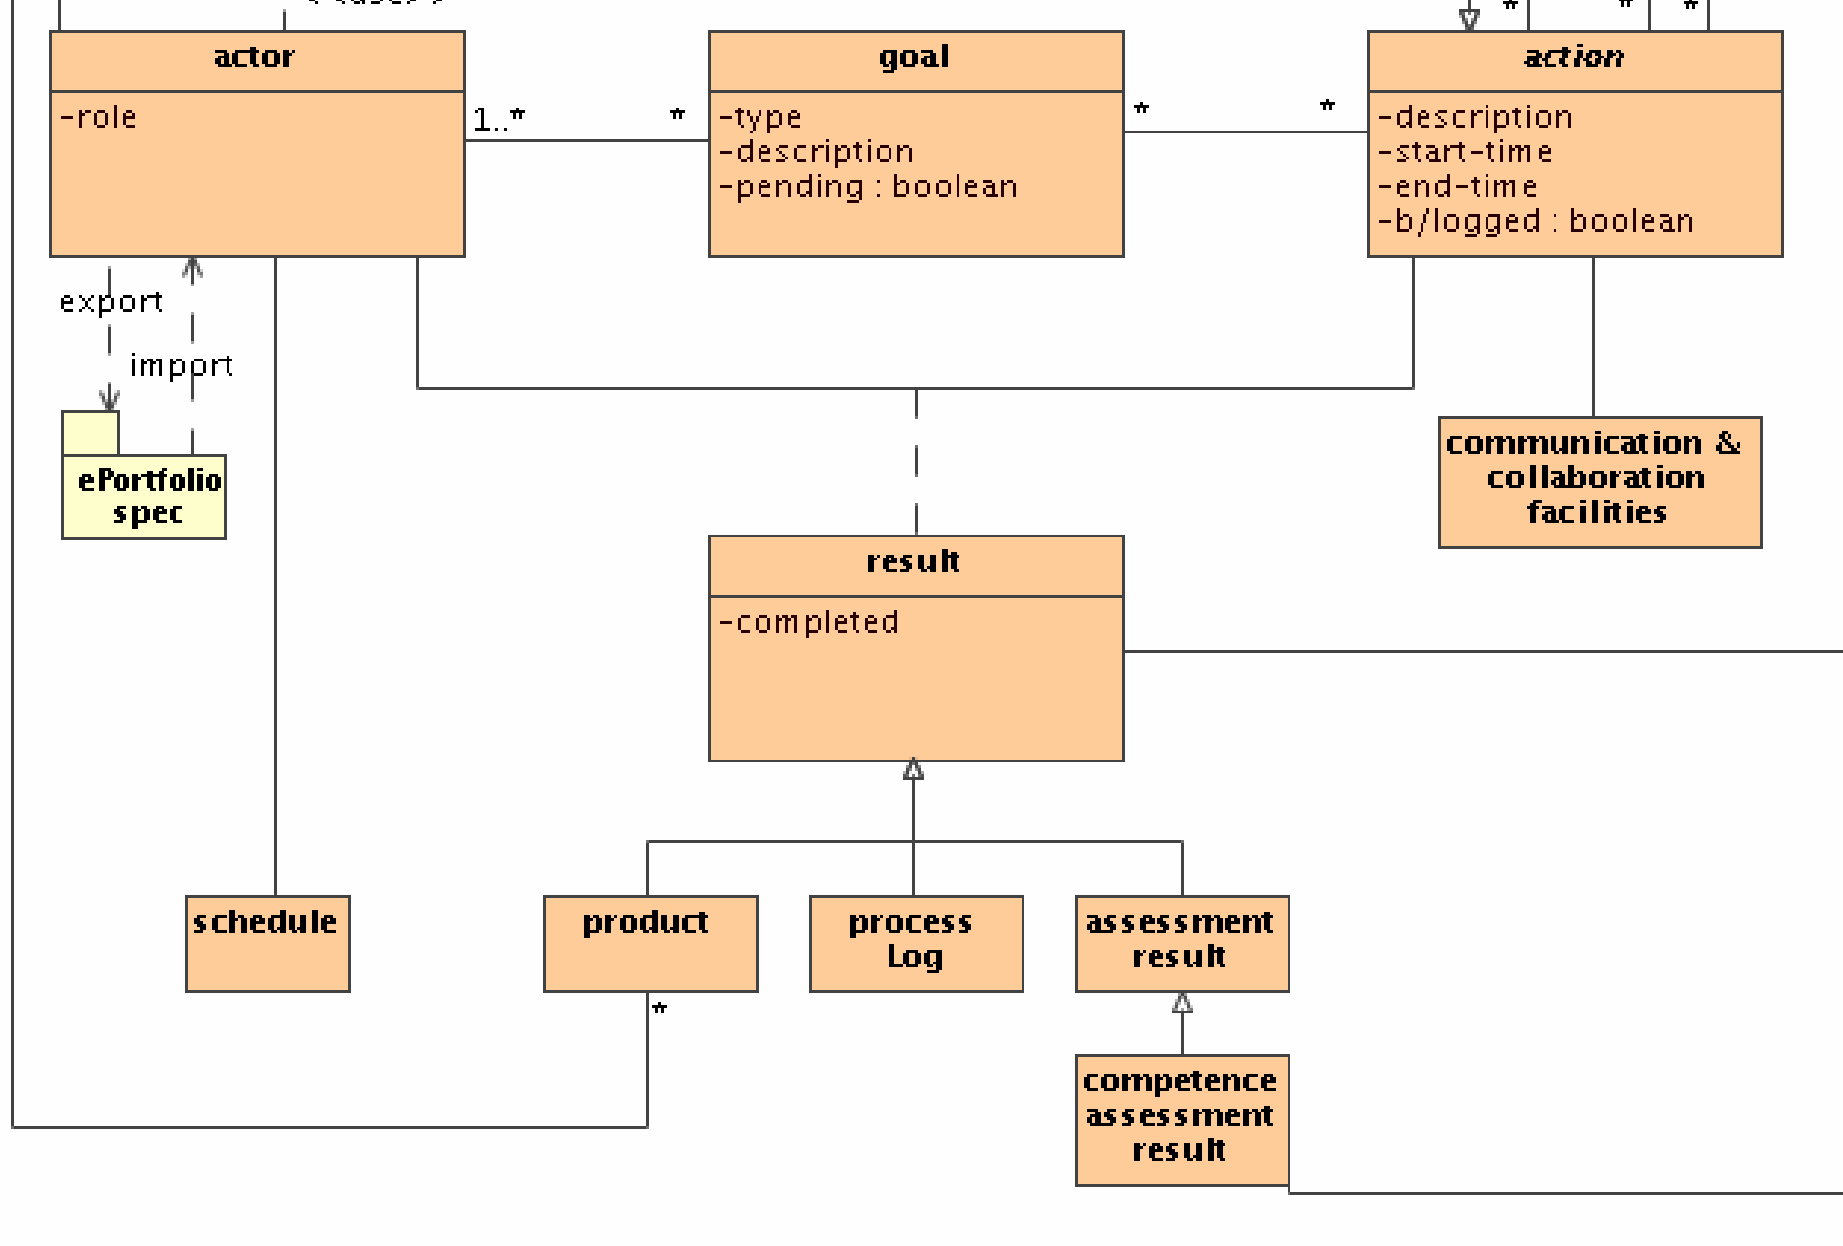 * * *
actor
-role
1..* *
goal
-type
-description
-pending : boolean
* *
action
-description
-start-time
-end-time
-b/logged : boolean
export
import
ePortfolio
spec
communication &
collaboration
facilities
result
-completed
schedule
product
process
Log
assessment
result
*
competence
assessment
result